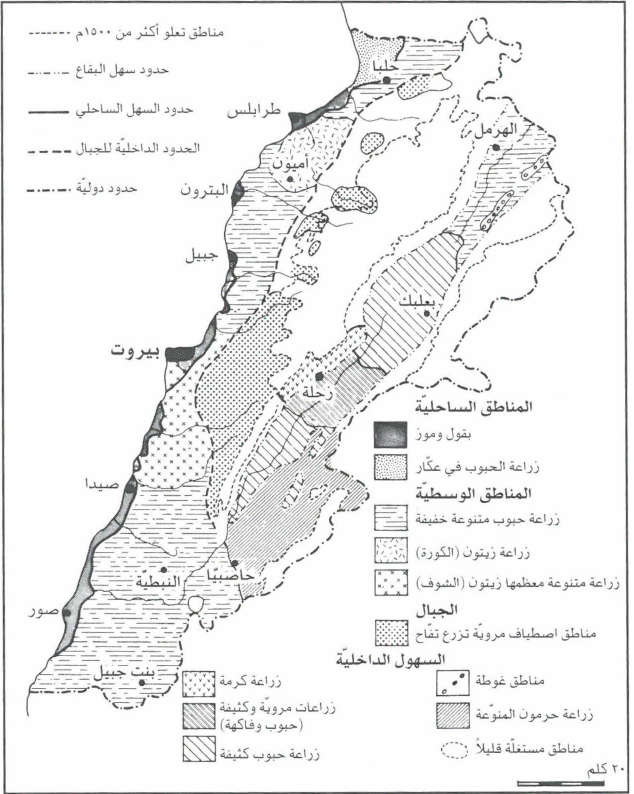 مناطق تعلو أكثر من ١٥٠٠م
حدود سهل البقاع
حدود السهل الساحلي
الحدود الداخليّة للجبال
حدود دوليّة
حلبا
طرابلس
الهرمل
أميون
البترون
جبيل
بعلبك
بيروت
زحلة
صيدا
حاصبيّا
النبطيّة
صور
بنت جبيل
المناطق الساحليّة
بقول وموز
زراعة الحبوب في عكّار
المناطق الوسطيّة
زراعة حبوب متنوعة خفيفة
زراعة زيتون (الكورة)
زراعة متنوعة معظمها زيتون (الشوف)
الجبال
مناطق اصطياف مرويّة تزرع تفّاح
السهول الداخليّة
مناطق غوطة
زراعة حرمون المنوّعة
مناطق مستغلّة قليلاً
زراعة كرمة
زراعات مرويّة وكثيفة
(حبوب وفاكهة)
زراعة حبوب كثيفة
٢٠ كلم